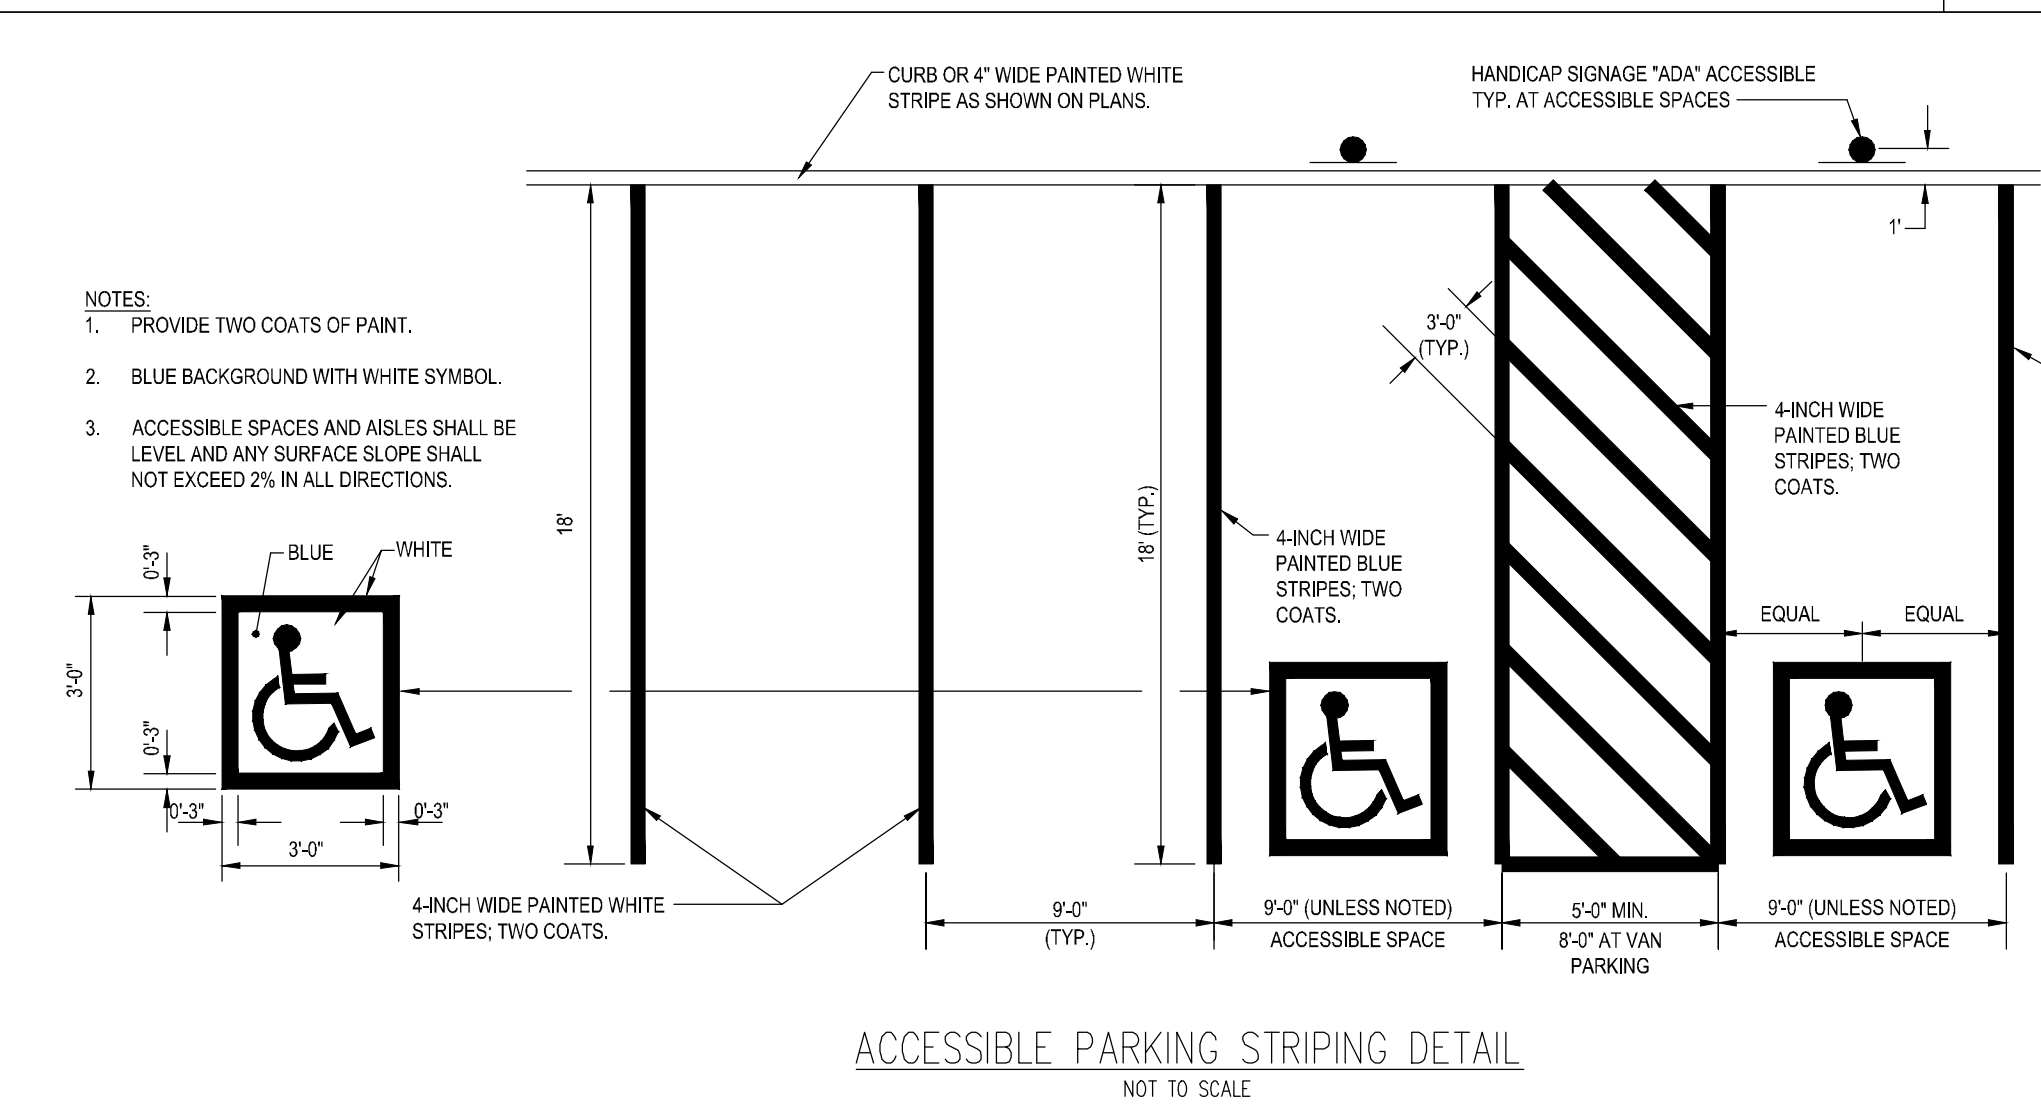 CURB OR 4" WIDE PAINTED WHITE
STRIPE AS SHOWN ON PLANS.
HANDICAP SIGNAGE "ADA" ACCESSIBLE
TYP. AT ACCESSIBLE SPACES
1'
NOTES:
1. PROVIDE TWO COATS OF PAINT.
2. BLUE BACKGROUND WITH WHITE SYMBOL.
3. ACCESSIBLE SPACES AND AISLES SHALL BE
LEVEL AND ANY SURFACE SLOPE SHALL
NOT EXCEED 2% IN ALL DIRECTIONS.
3'-0"
(TYP.)
4-INCH WIDE
PAINTED BLUE
STRIPES; TWO
COATS.
18'
18' (TYP.)
4-INCH WIDE
PAINTED BLUE
STRIPES; TWO
COATS.
0'-3"
BLUE
WHITE
3'-0"
0'-3"
0'-3"
0'-3"
3'-0"
EQUAL
EQUAL
4-INCH WIDE PAINTED WHITE
STRIPES; TWO COATS.
9'-0"
(TYP.)
9'-0" (UNLESS NOTED)
ACCESSIBLE SPACE
5'-0" MIN.
8'-0" AT VAN
PARKING
9'-0" (UNLESS NOTED)
ACCESSIBLE SPACE
ACCESSIBLE PARKING STRIPING DETAIL
NOT TO SCALE